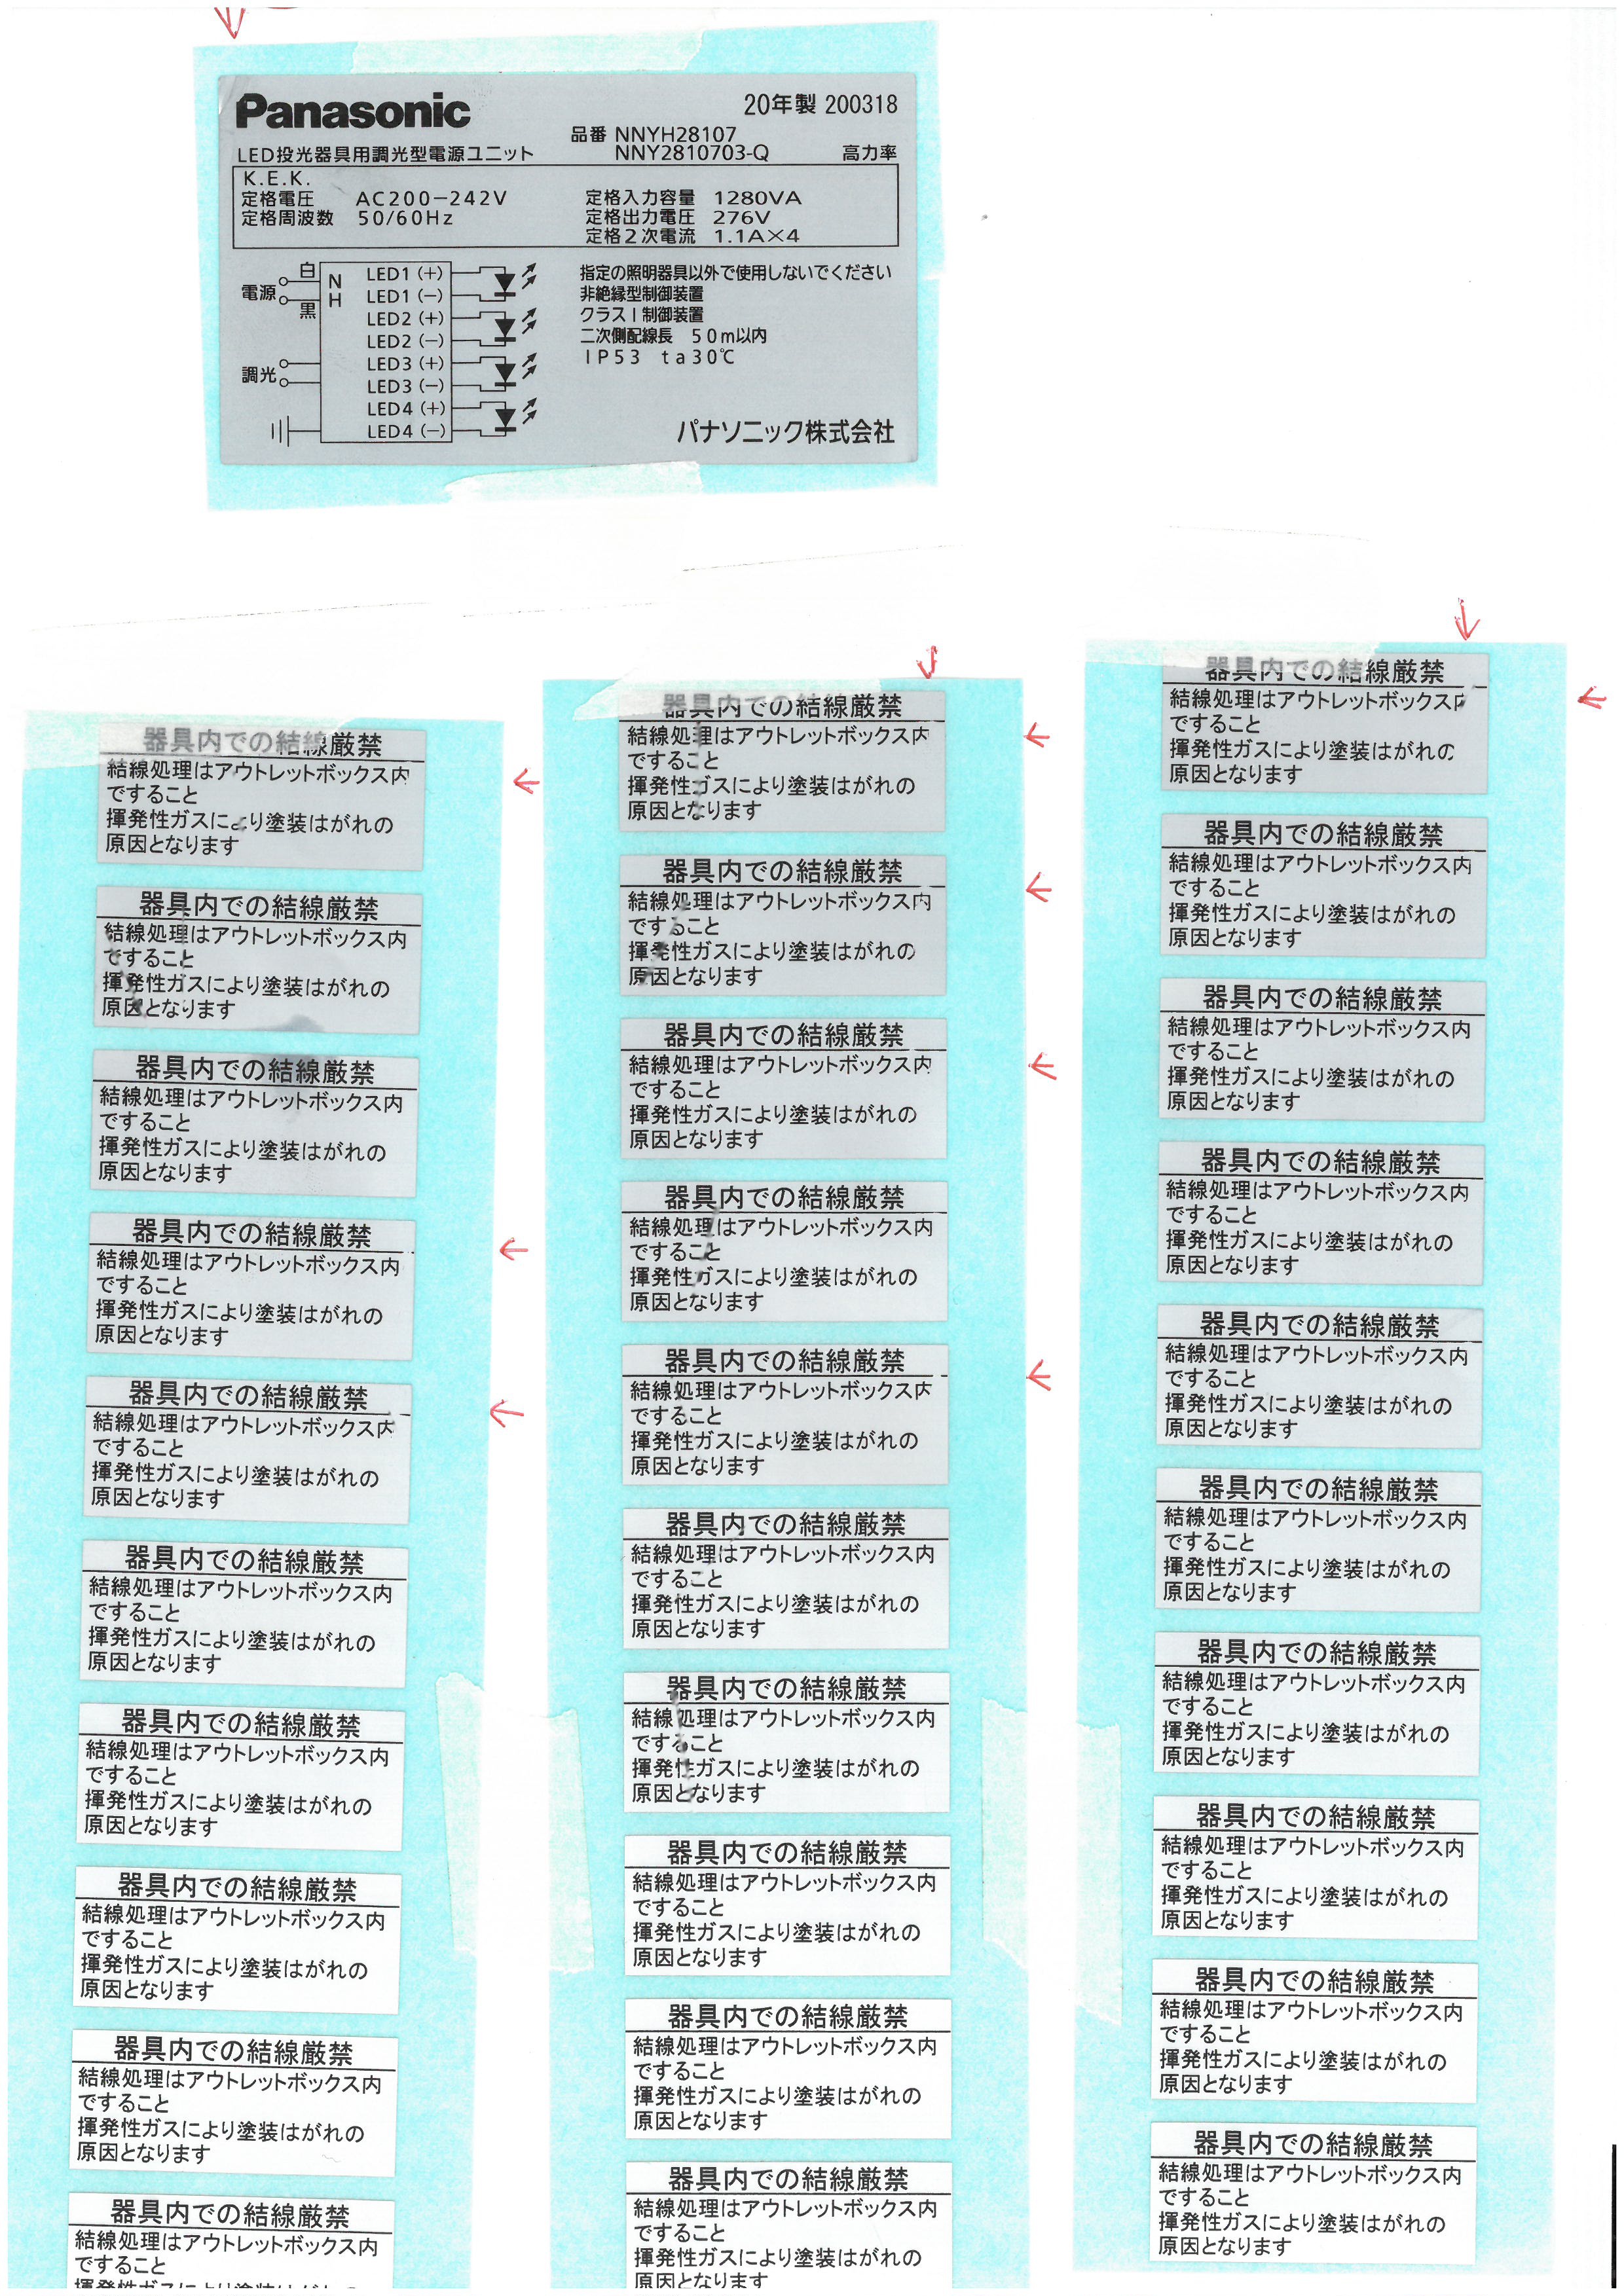 Panasonic
20年製 200318
品番 NNYH28107
LED投光器具用調光型電源ユニット NNY2810703-Q 高力率
K.E.K.
定格電圧 AC200-242V 定格入力容量 1280VA
定格周波数 50/60Hz 定格出力電圧 276V
定格2次電流 1.1A×4
電源 白 N LED1 (+)
黒 H LED1 (-)
LED2 (+)
LED2 (-)
調光 LED3 (+)
LED3 (-)
LED4 (+)
LED4 (-)
指定の照明器具以外で使用しないでください
非絶縁型制御装置
クラスⅠ制御装置
二次側配線長 50m以内
IP53 ta30℃
パナソニック株式会社
器具内での結線厳禁
結線処理はアウトレットボックス内
ですること
揮発性ガスにより塗装はがれの
原因となります
器具内での結線厳禁
結線処理はアウトレットボックス内
ですること
揮発性ガスにより塗装はがれの
原因となります
器具内での結線厳禁
結線処理はアウトレットボックス内
ですること
揮発性ガスにより塗装はがれの
原因となります
器具内での結線厳禁
結線処理はアウトレットボックス内
ですること
揮発性ガスにより塗装はがれの
原因となります
器具内での結線厳禁
結線処理はアウトレットボックス内
ですること
揮発性ガスにより塗装はがれの
原因となります
器具内での結線厳禁
結線処理はアウトレットボックス内
ですること
揮発性ガスにより塗装はがれの
原因となります
器具内での結線厳禁
結線処理はアウトレットボックス内
ですること
揮発性ガスにより塗装はがれの
原因となります
器具内での結線厳禁
結線処理はアウトレットボックス内
ですること
揮発性ガスにより塗装はがれの
原因となります
器具内での結線厳禁
結線処理はアウトレットボックス内
ですること
揮発性ガスにより塗装はがれの
原因となります
器具内での結線厳禁
結線処理はアウトレットボックス内
ですること
器具内での結線厳禁
結線処理はアウトレットボックス内
ですること
揮発性ガスにより塗装はがれの
原因となります
器具内での結線厳禁
結線処理はアウトレットボックス内
ですること
揮発性ガスにより塗装はがれの
原因となります
器具内での結線厳禁
結線処理はアウトレットボックス内
ですること
揮発性ガスにより塗装はがれの
原因となります
器具内での結線厳禁
結線処理はアウトレットボックス内
ですること
揮発性ガスにより塗装はがれの
原因となります
器具内での結線厳禁
結線処理はアウトレットボックス内
ですること
揮発性ガスにより塗装はがれの
原因となります
器具内での結線厳禁
結線処理はアウトレットボックス内
ですること
揮発性ガスにより塗装はがれの
原因となります
器具内での結線厳禁
結線処理はアウトレットボックス内
ですること
揮発性ガスにより塗装はがれの
原因となります
器具内での結線厳禁
結線処理はアウトレットボックス内
ですること
揮発性ガスにより塗装はがれの
原因となります
器具内での結線厳禁
結線処理はアウトレットボックス内
ですること
揮発性ガスにより塗装はがれの
原因となります
器具内での結線厳禁
結線処理はアウトレットボックス内
ですること
揮発性ガスにより塗装はがれの
原因となります
器具内での結線厳禁
結線処理はアウトレットボックス内
ですること
揮発性ガスにより塗装はがれの
原因となります
器具内での結線厳禁
結線処理はアウトレットボックス内
ですること
揮発性ガスにより塗装はがれの
原因となります
器具内での結線厳禁
結線処理はアウトレットボックス内
ですること
揮発性ガスにより塗装はがれの
原因となります
器具内での結線厳禁
結線処理はアウトレットボックス内
ですること
揮発性ガスにより塗装はがれの
原因となります
器具内での結線厳禁
結線処理はアウトレットボックス内
ですること
揮発性ガスにより塗装はがれの
原因となります
器具内での結線厳禁
結線処理はアウトレットボックス内
ですること
揮発性ガスにより塗装はがれの
原因となります
器具内での結線厳禁
結線処理はアウトレットボックス内
ですること
揮発性ガスにより塗装はがれの
原因となります
器具内での結線厳禁
結線処理はアウトレットボックス内
ですること
揮発性ガスにより塗装はがれの
原因となります
器具内での結線厳禁
結線処理はアウトレットボックス内
ですること
揮発性ガスにより塗装はがれの
原因となります
器具内での結線厳禁
結線処理はアウトレットボックス内
ですること
揮発性ガスにより塗装はがれの
原因となります